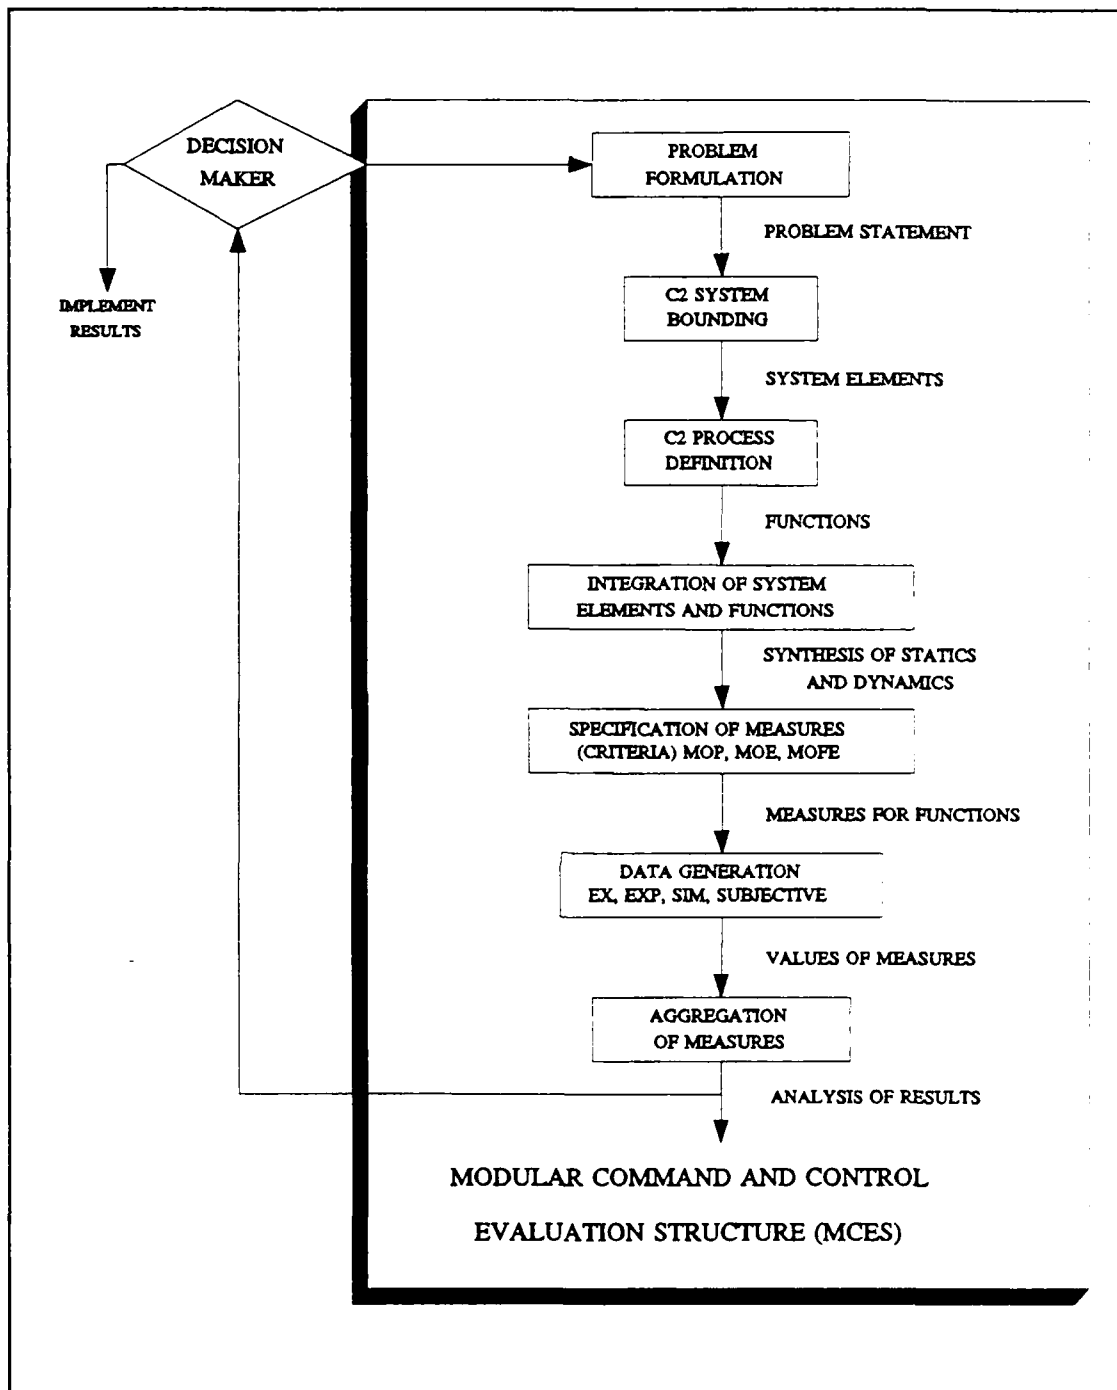 DECISION
MAKER
IMPLEMENT
RESULTS
PROBLEM
FORMULATION
PROBLEM STATEMENT
C2 SYSTEM
BOUNDING
SYSTEM ELEMENTS
C2 PROCESS
DEFINITION
FUNCTIONS
INTEGRATION OF SYSTEM
ELEMENTS AND FUNCTIONS
SYNTHESIS OF STATICS
AND DYNAMICS
SPECIFICATION OF MEASURES
(CRITERIA) MOP, MOE, MOFE
MEASURES FOR FUNCTIONS
DATA GENERATION
EX, EXP, SIM, SUBJECTIVE
VALUES OF MEASURES
AGGREGATION
OF MEASURES
ANALYSIS OF RESULTS
MODULAR COMMAND AND CONTROL
EVALUATION STRUCTURE (MCES)